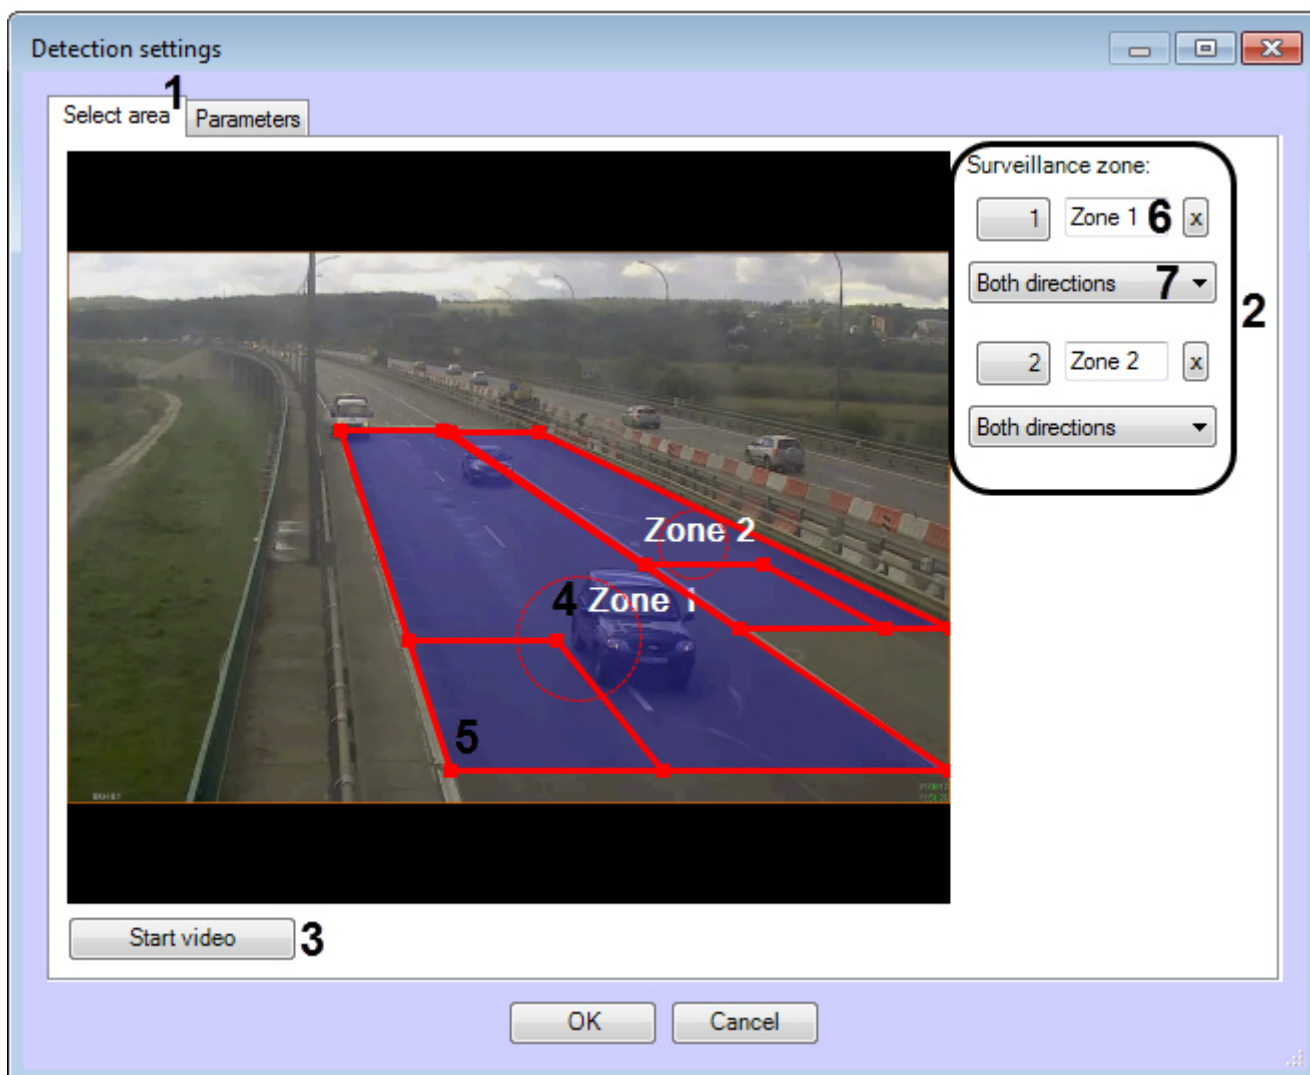 Detection settings
1
Select area
Parameters
Surveillance zone:
1
Zone 1
6
x
Both directions
7
2
2
Zone 2
x
Both directions
Zone 2
4
Zone 1
5
Start video
3
OK
Cancel